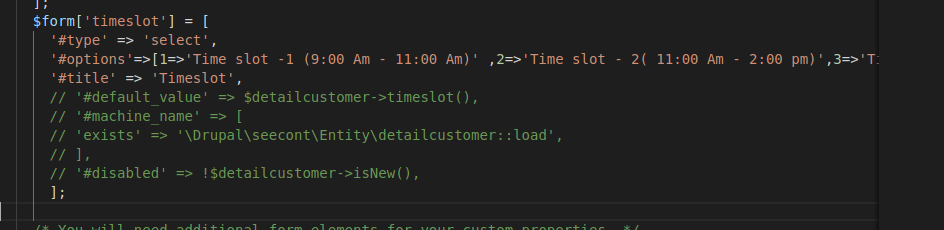 ];
$form['timeslot'] = [
'#type' => 'select',
'#options'=>[1=>'Time slot -1 (9:00 Am - 11:00 Am)' ,2=>'Time slot - 2( 11:00 Am - 2:00 pm)',3=>'Ti
'#title' => 'Timeslot',
// '#default_value' => $detailcustomer->timeslot(),
// '#machine_name' => [
// 'exists' => '\Drupal\seecont\Entity\detailcustomer::load',
// ],
// '#disabled' => !$detailcustomer->isNew(),
];
/* You will need additional form elements for your custom properties. */